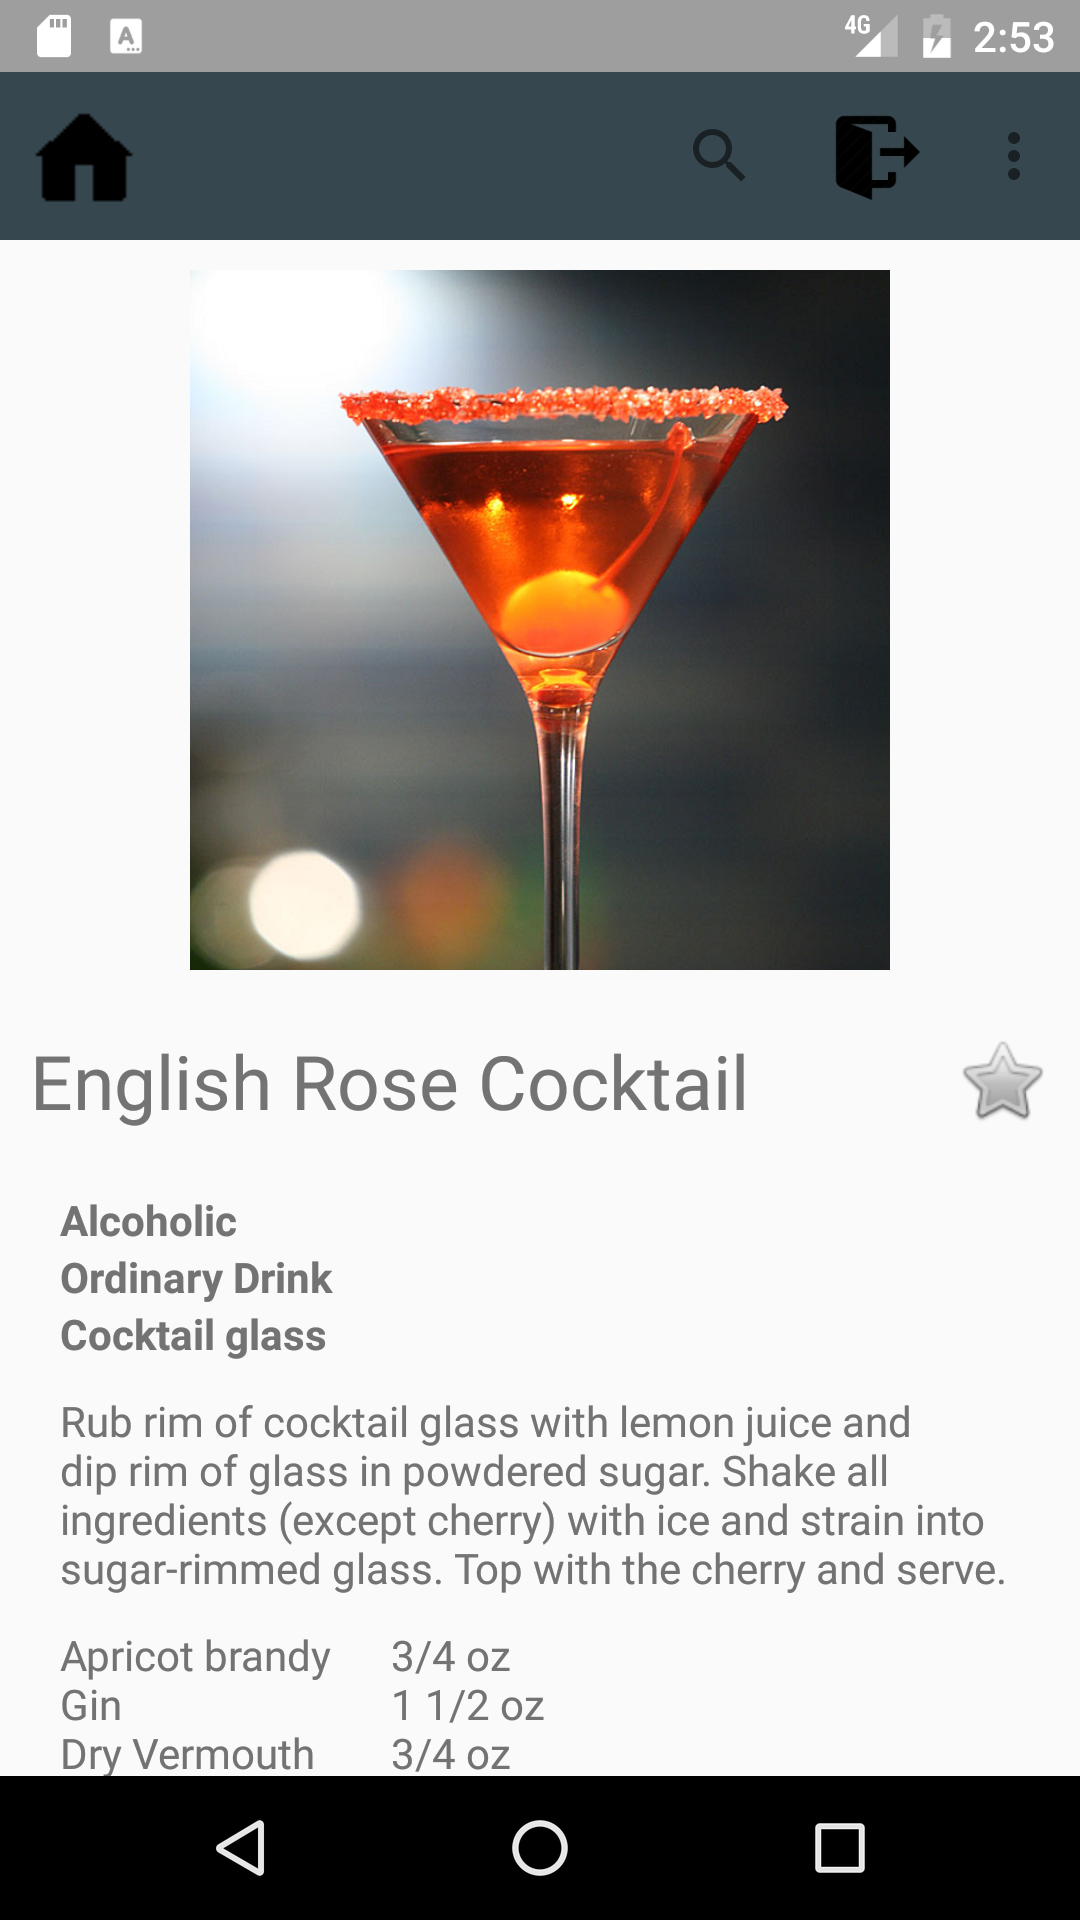 4G 2:53
English Rose Cocktail
Alcoholic
Ordinary Drink
Cocktail glass
Rub rim of cocktail glass with lemon juice and
dip rim of glass in powdered sugar. Shake all
ingredients (except cherry) with ice and strain into
sugar-rimmed glass. Top with the cherry and serve.
Apricot brandy 3/4 oz
Gin 1 1/2 oz
Dry Vermouth 3/4 oz